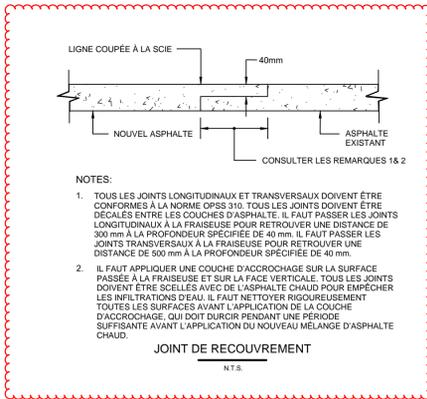 LIGNE COUPÉE À LA SCIE
40mm
NOUVEL ASPHALTE
ASPHALTE
EXISTANT
CONSULTER LES REMARQUES 1& 2
NOTES:
1. TOUS LES JOINTS LONGITUDINAUX ET TRANSVERSAUX DOIVENT ÊTRE
CONFORMES À LA NORME OPSS 310. TOUS LES JOINTS DOIVENT ÊTRE
DÉCALÉS ENTRE LES COUCHES D'ASPHALTE. IL FAUT PASSER LES JOINTS
LONGITUDINAUX À LA FRAISEUSE POUR RETROUVER UNE DISTANCE DE
300 mm À LA PROFONDEUR SPÉCIFIÉE DE 40 mm. IL FAUT PASSER LES
JOINTS TRANSVERSAUX À LA FRAISEUSE POUR RETROUVER UNE
DISTANCE DE 500 mm À LA PROFONDEUR SPÉCIFIÉE DE 40 mm.
2. IL FAUT APPLIQUER UNE COUCHE D'ACCROCHAGE SUR LA SURFACE
PASSÉE À LA FRAISEUSE ET SUR LA FACE VERTICALE. TOUS LES JOINTS
DOIVENT ÊTRE SCELLÉS AVEC DE L'ASPHALTE CHAUD POUR EMPÊCHER
LES INFILTRATIONS D'EAU. IL FAUT NETTOYER RIGOUREUSEMENT
TOUTES LES SURFACES AVANT L'APPLICATION DE LA COUCHE
D'ACCROCHAGE, QUI DOIT DURCIR PENDANT UNE PÉRIODE
SUFFISANTE AVANT L'APPLICATION DU NOUVEAU MÉLANGE D'ASPHALTE
CHAUD.
JOINT DE RECOUVREMENT
N.T.S.